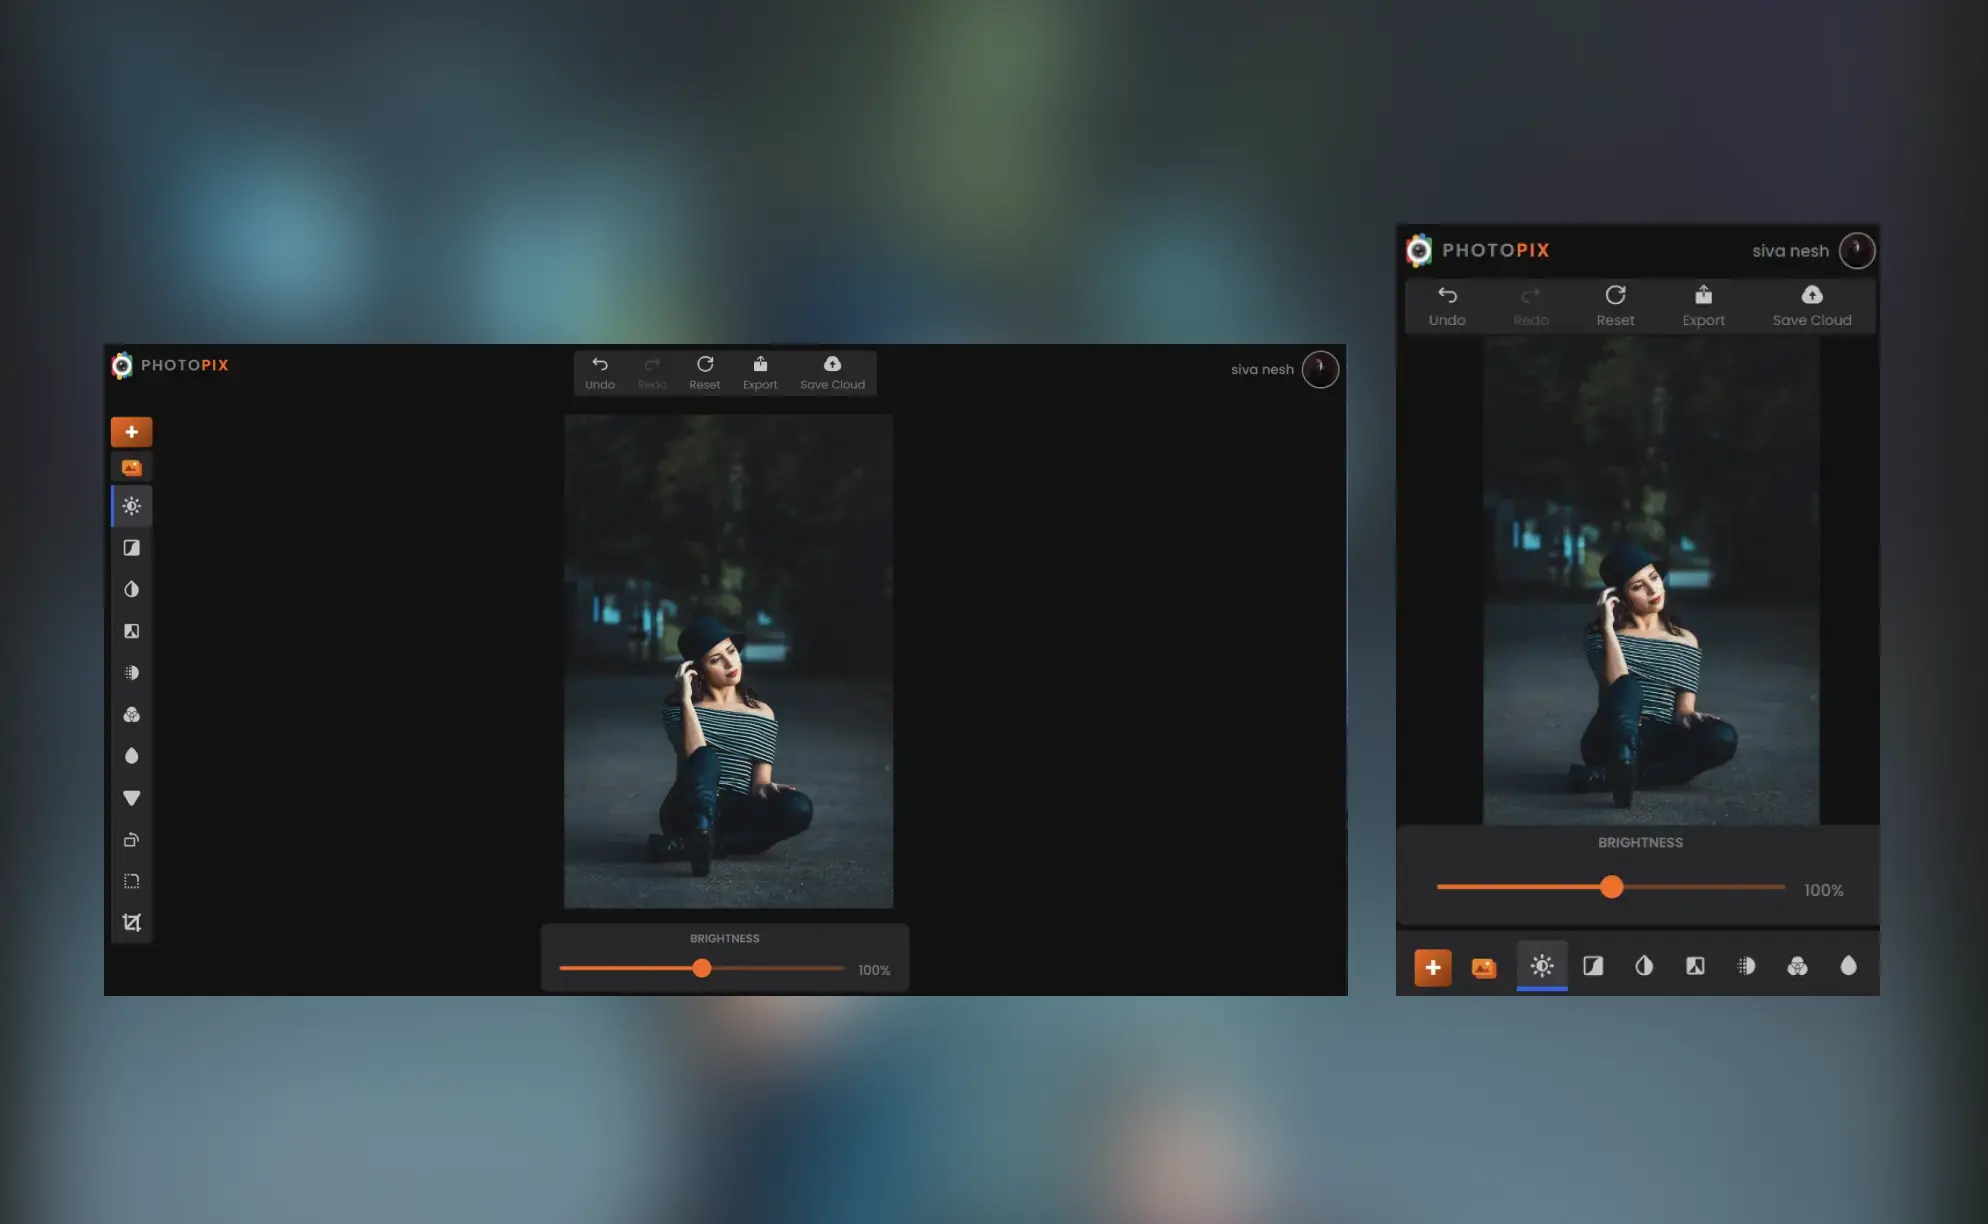 PHOTOPIX
Undo Redo Reset Export Save Cloud
siva nesh
BRIGHTNESS
100%
PHOTOPIX
siva nesh
Undo Redo Reset Export Save Cloud
BRIGHTNESS
100%